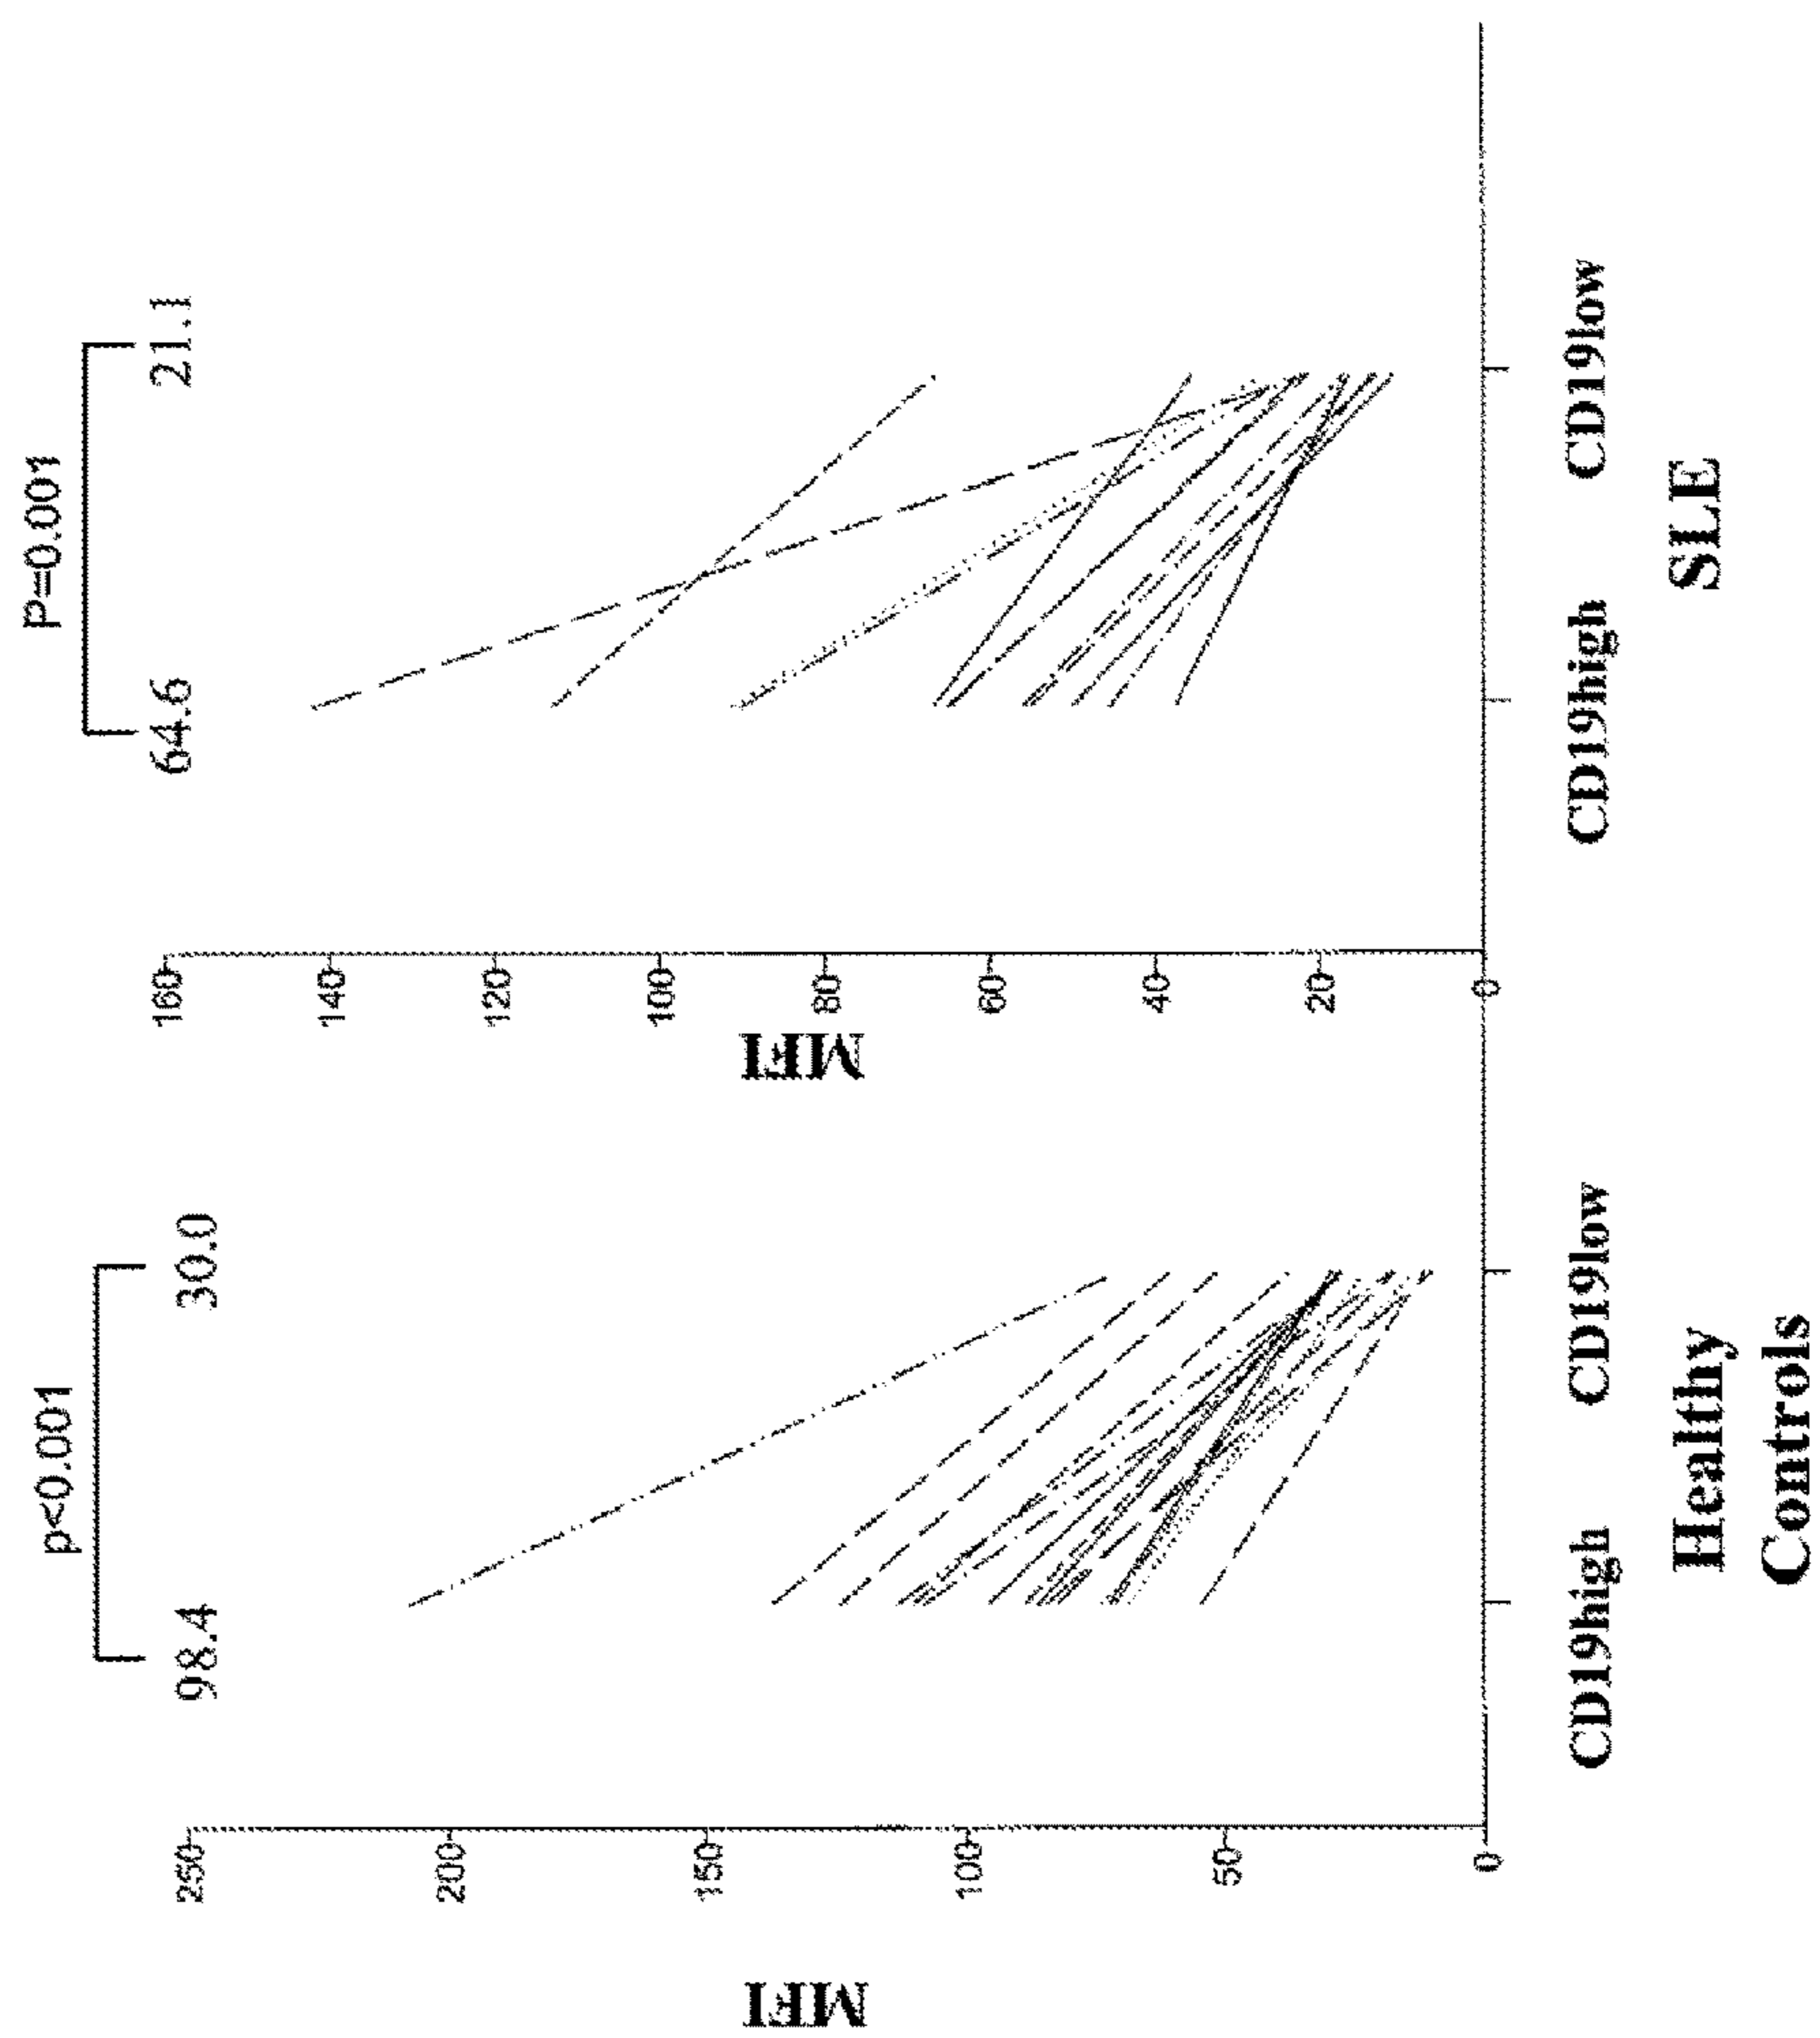 p<0.001
98.4 30.0
MFI
250
200
150
100
50
0
CD19high CD19low
Healthy
Controls
P=0.001
64.6 21.1
MFI
160
140
120
100
80
60
40
20
0
CD19high CD19low
SLE